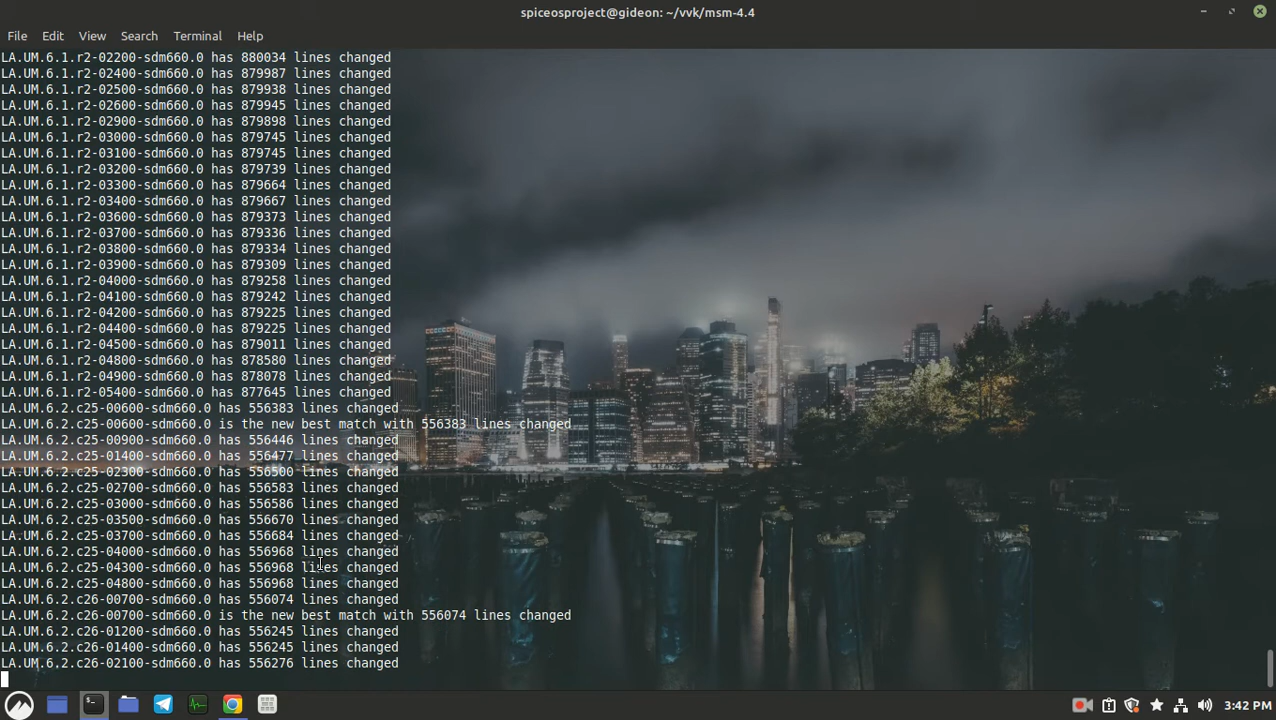 spiceosproject@gideon: ~/vvk/msm-4.4
File Edit View Search Terminal Help
LA.UM.6.1.r2-02200-sdm660.0 has 880034 lines changed
LA.UM.6.1.r2-02400-sdm660.0 has 879987 lines changed
LA.UM.6.1.r2-02500-sdm660.0 has 879938 lines changed
LA.UM.6.1.r2-02600-sdm660.0 has 879945 lines changed
LA.UM.6.1.r2-02900-sdm660.0 has 879898 lines changed
LA.UM.6.1.r2-03000-sdm660.0 has 879745 lines changed
LA.UM.6.1.r2-03100-sdm660.0 has 879745 lines changed
LA.UM.6.1.r2-03200-sdm660.0 has 879739 lines changed
LA.UM.6.1.r2-03300-sdm660.0 has 879664 lines changed
LA.UM.6.1.r2-03400-sdm660.0 has 879667 lines changed
LA.UM.6.1.r2-03600-sdm660.0 has 879373 lines changed
LA.UM.6.1.r2-03700-sdm660.0 has 879336 lines changed
LA.UM.6.1.r2-03800-sdm660.0 has 879334 lines changed
LA.UM.6.1.r2-03900-sdm660.0 has 879309 lines changed
LA.UM.6.1.r2-04000-sdm660.0 has 879258 lines changed
LA.UM.6.1.r2-04100-sdm660.0 has 879242 lines changed
LA.UM.6.1.r2-04200-sdm660.0 has 879225 lines changed
LA.UM.6.1.r2-04400-sdm660.0 has 879225 lines changed
LA.UM.6.1.r2-04500-sdm660.0 has 879011 lines changed
LA.UM.6.1.r2-04800-sdm660.0 has 878580 lines changed
LA.UM.6.1.r2-04900-sdm660.0 has 878078 lines changed
LA.UM.6.1.r2-05400-sdm660.0 has 877645 lines changed
LA.UM.6.2.c25-00600-sdm660.0 has 556383 lines changed
LA.UM.6.2.c25-00600-sdm660.0 is the new best match with 556383 lines changed
LA.UM.6.2.c25-00900-sdm660.0 has 556446 lines changed
LA.UM.6.2.c25-01400-sdm660.0 has 556477 lines changed
LA.UM.6.2.c25-02300-sdm660.0 has 556500 lines changed
LA.UM.6.2.c25-02700-sdm660.0 has 556583 lines changed
LA.UM.6.2.c25-03000-sdm660.0 has 556586 lines changed
LA.UM.6.2.c25-03500-sdm660.0 has 556670 lines changed
LA.UM.6.2.c25-03700-sdm660.0 has 556684 lines changed
LA.UM.6.2.c25-04000-sdm660.0 has 556968 lines changed
LA.UM.6.2.c25-04300-sdm660.0 has 556968 lines changed
LA.UM.6.2.c25-04800-sdm660.0 has 556968 lines changed
LA.UM.6.2.c26-00700-sdm660.0 has 556074 lines changed
LA.UM.6.2.c26-00700-sdm660.0 is the new best match with 556074 lines changed
LA.UM.6.2.c26-01200-sdm660.0 has 556245 lines changed
LA.UM.6.2.c26-01400-sdm660.0 has 556245 lines changed
LA.UM.6.2.c26-02100-sdm660.0 has 556276 lines changed
3:42 PM